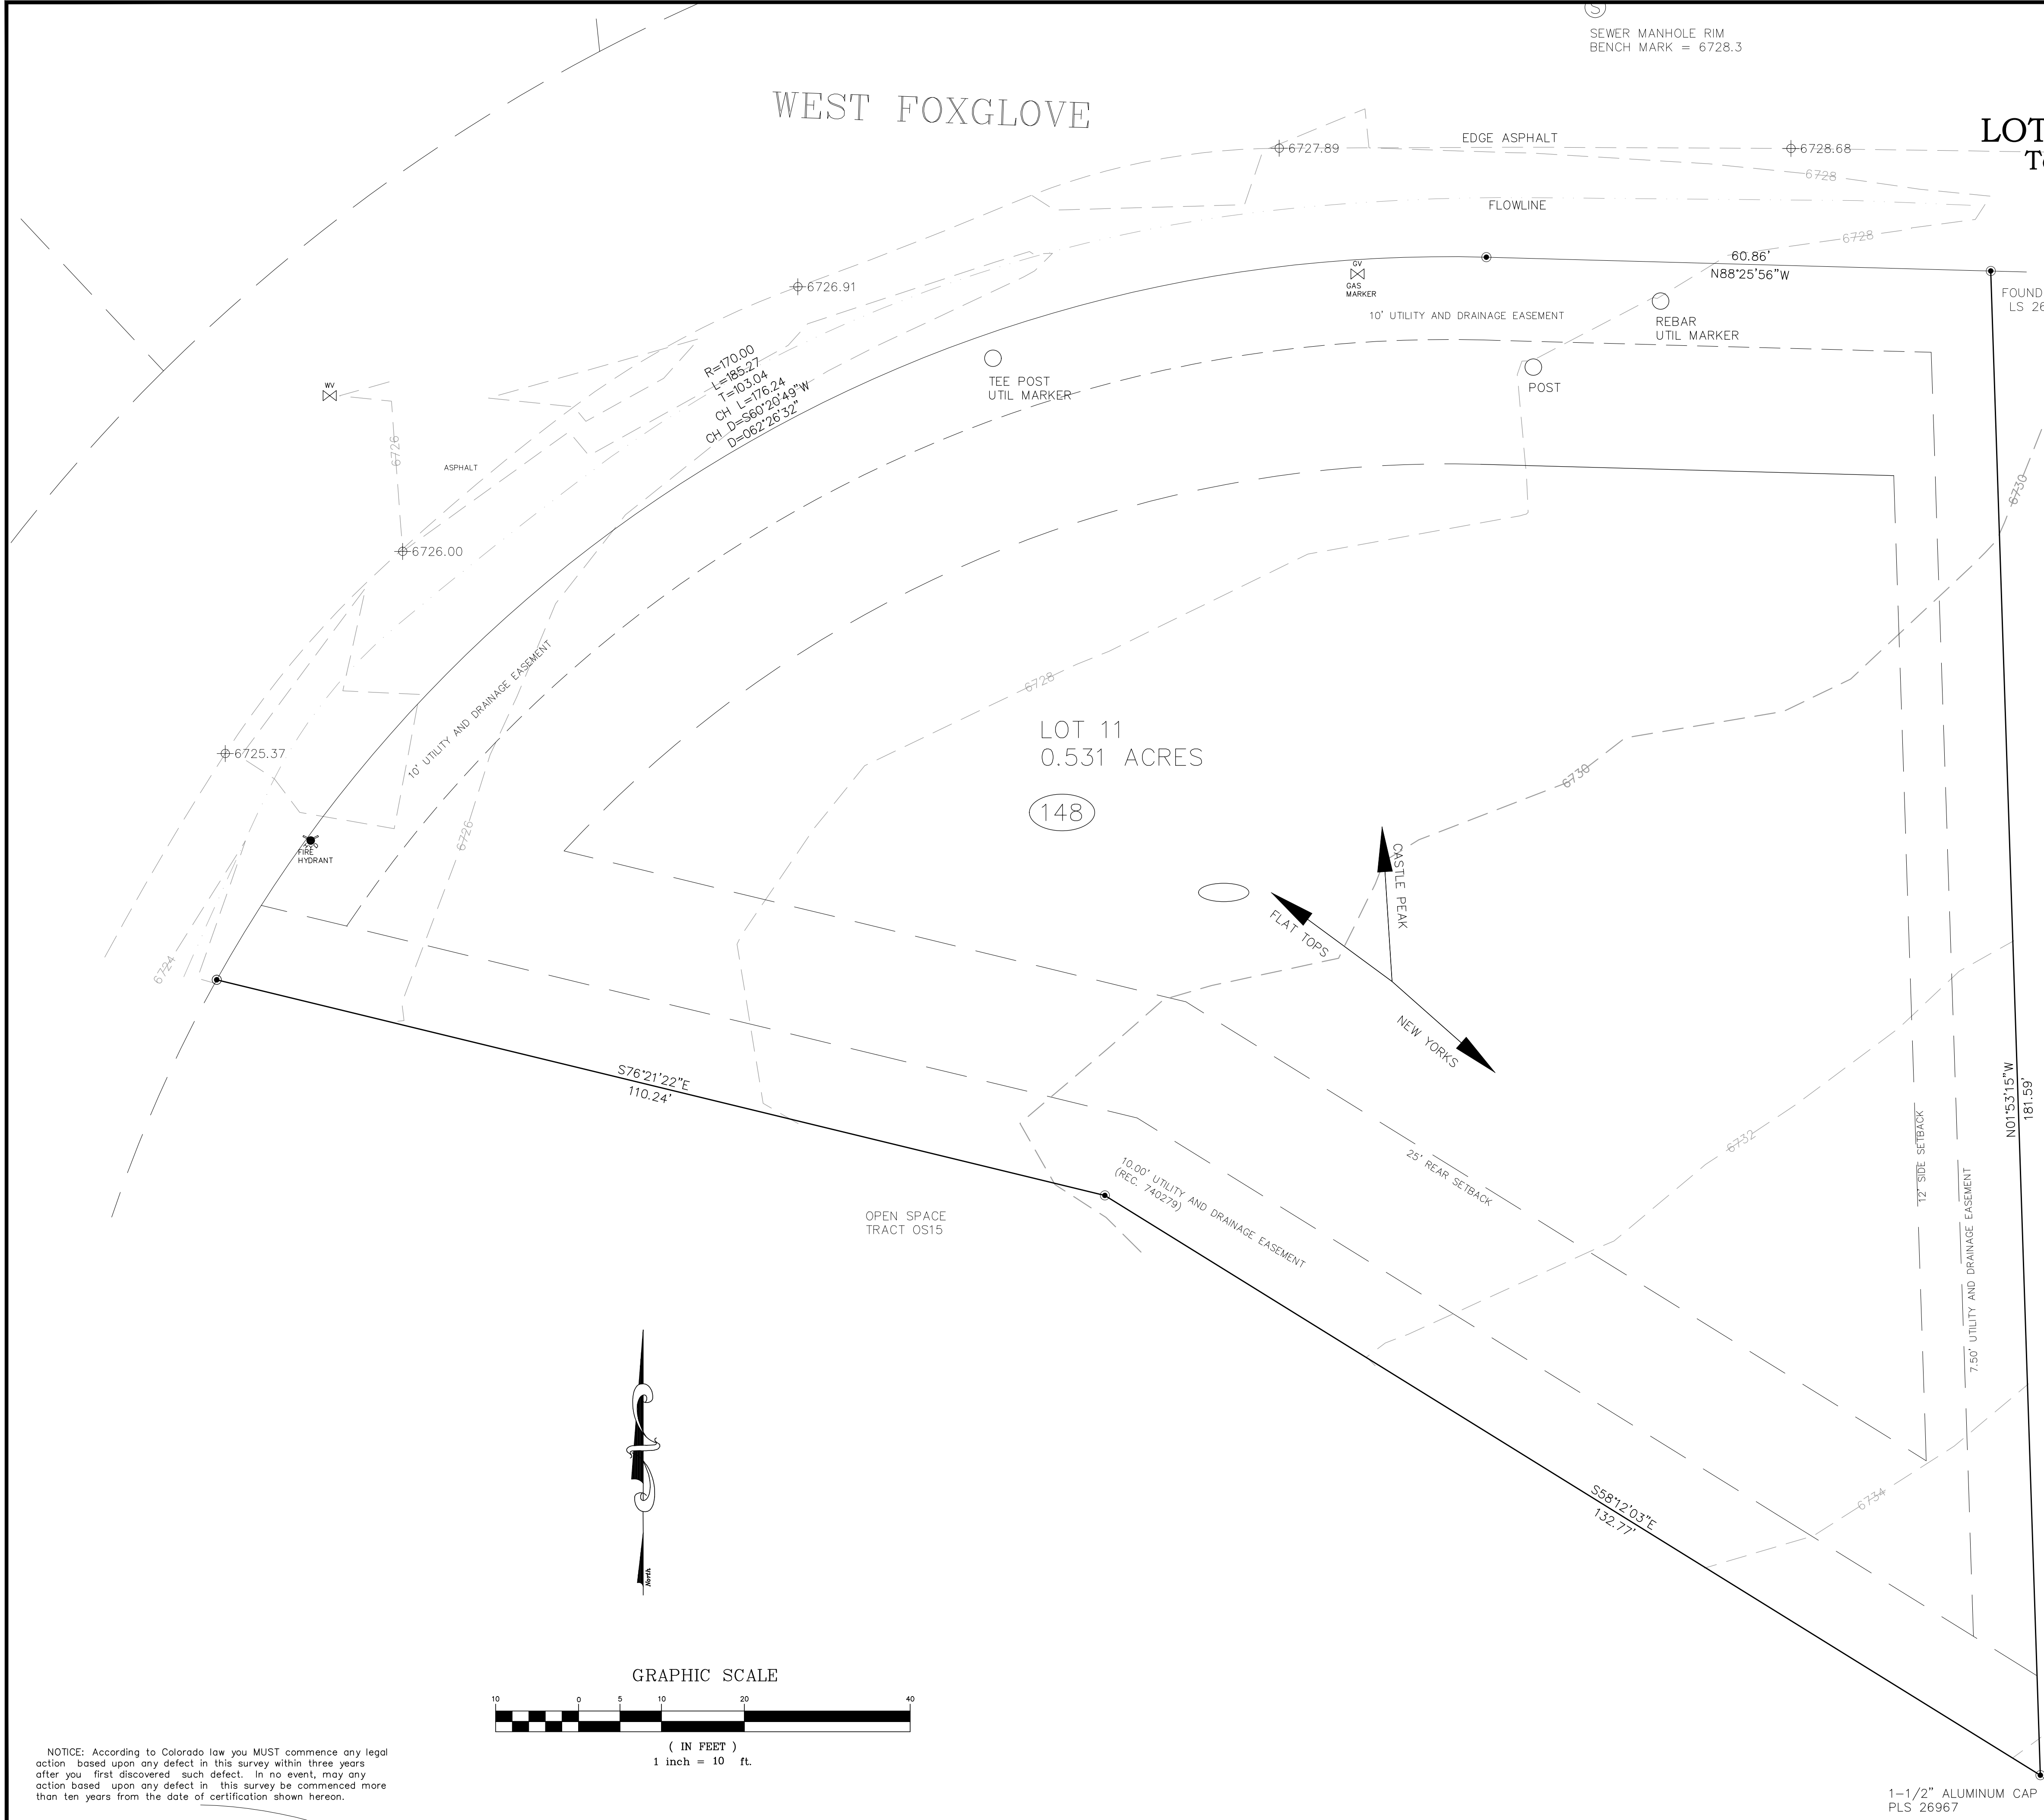 S
SEWER MANHOLE RIM
BENCH MARK = 6728.3
WEST FOXGLOVE
LOT
EDGE ASPHALT
6727.89
6728.68
6728
FLOWLINE
6728
60.86'
N88°25'56"W
GV
GAS
MARKER
10' UTILITY AND DRAINAGE EASEMENT
REBAR
UTIL MARKER
FOUND
LS 26
6726.91
R=170.00
L=185.27
T=103.04
CH L=176.24
CH D=S60°20'49"W
D=062°26'32"
TEE POST
UTIL MARKER
POST
WV
6726
ASPHALT
6726.00
6730
10' UTILITY AND DRAINAGE EASEMENT
6728
LOT 11
0.531 ACRES
148
6725.37
6730
FIRE
HYDRANT
6726
CASTLE PEAK
FLAT TOPS
NEW YORKS
6724
S76°21'22"E
110.24'
N01°53'15"W
181.59'
12' SIDE SETBACK
7.50' UTILITY AND DRAINAGE EASEMENT
6732
25' REAR SETBACK
10.00' UTILITY AND DRAINAGE EASEMENT
(REC. 740279)
OPEN SPACE
TRACT OS15
6734
S58°12'03"E
132.77'
North
GRAPHIC SCALE
10 0 5 10 20 40
( IN FEET )
1 inch = 10 ft.
NOTICE: According to Colorado law you MUST commence any legal
action based upon any defect in this survey within three years
after you first discovered such defect. In no event, may any
action based upon any defect in this survey be commenced more
than ten years from the date of certification shown hereon.
1-1/2" ALUMINUM CAP
PLS 26967